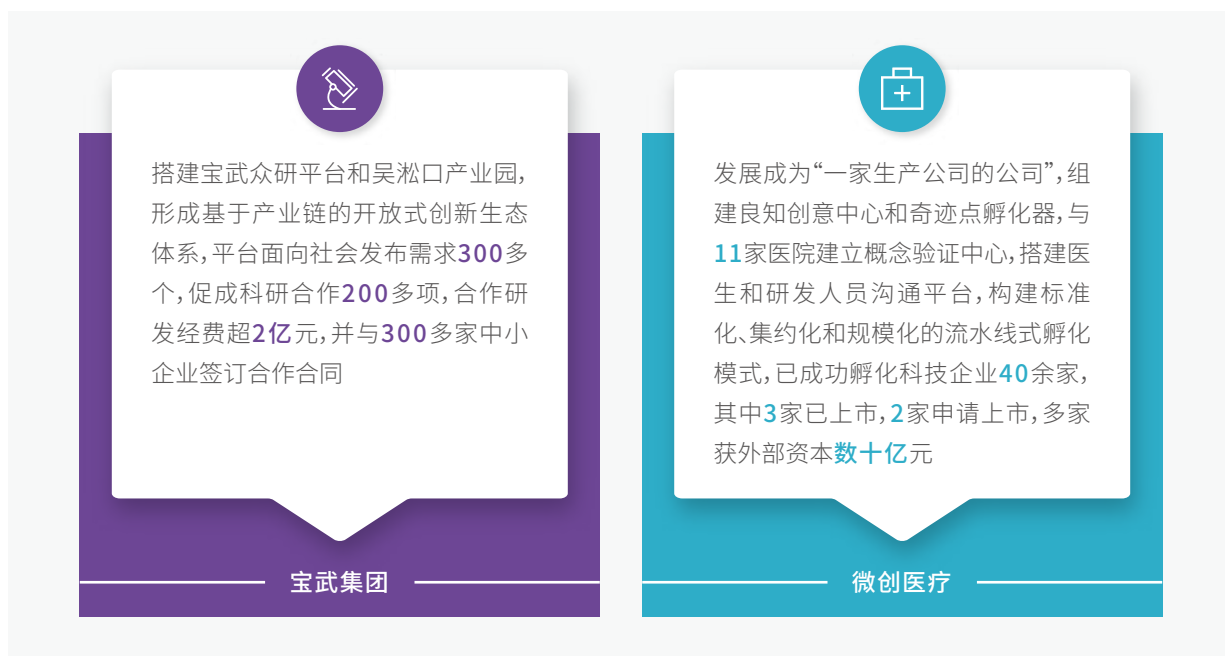 搭建宝武众研平台和吴淞口产业园，
形成基于产业链的开放式创新生态
体系，平台面向社会发布需求300多
个，促成科研合作200多项，合作研
发经费超2亿元，并与300多家中小
企业签订合作合同
宝武集团
发展成为“一家生产公司的公司”，组
建良知创意中心和奇迹点孵化器，与
11家医院建立概念验证中心，搭建医
生和研发人员沟通平台，构建标准
化、集约化和规模化的流水线式孵化
模式，已成功孵化科技企业40余家，
其中3家已上市，2家申请上市，多家
获外部资本数十亿元
微创医疗